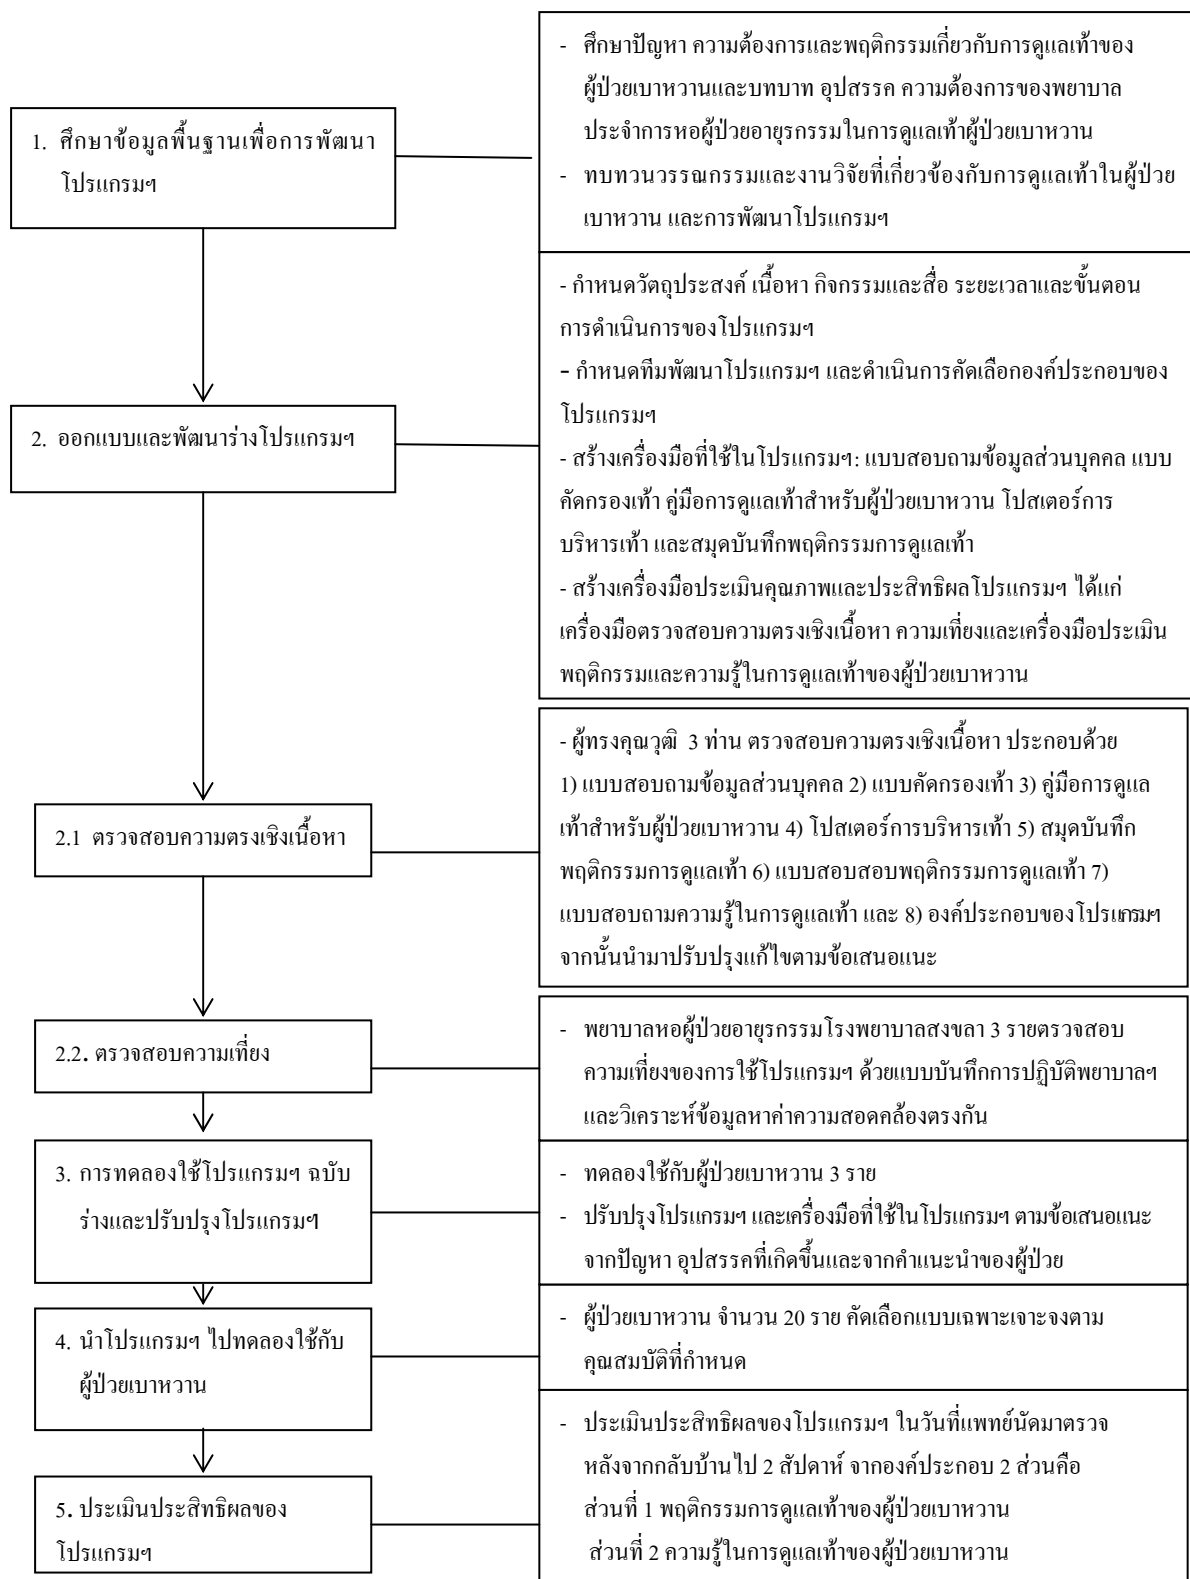 1. ศึกษาข้อมูลพื้นฐานเพื่อการพัฒนา
โปรแกรมฯ
- ศึกษาปัญหา ความต้องการและพฤติกรรมเกี่ยวกับการดูแลเท้าของ
ผู้ป่วยเบาหวานและบทบาท อุปสรรค ความต้องการของพยาบาล
ประจำการหอผู้ป่วยอายุรกรรมในการดูแลเท้าผู้ป่วยเบาหวาน
- ทบทวนวรรณกรรมและงานวิจัยที่เกี่ยวข้องกับการดูแลเท้าในผู้ป่วย
เบาหวาน และการพัฒนาโปรแกรมฯ
2. ออกแบบและพัฒนาร่างโปรแกรมฯ
- กำหนดวัตถุประสงค์ เนื้อหา กิจกรรมและสื่อ ระยะเวลาและขั้นตอน
การดำเนินการของโปรแกรมฯ
- กำหนดทีมพัฒนาโปรแกรมฯ และดำเนินการคัดเลือกองค์ประกอบของ
โปรแกรมฯ
- สร้างเครื่องมือที่ใช้ในโปรแกรมฯ: แบบสอบถามข้อมูลส่วนบุคคล แบบ
คัดกรองเท้า คู่มือการดูแลเท้าสำหรับผู้ป่วยเบาหวาน โปสเตอร์การ
บริหารเท้า และสมุดบันทึกพฤติกรรมการดูแลเท้า
- สร้างเครื่องมือประเมินคุณภาพและประสิทธิผลโปรแกรมฯ ได้แก่
เครื่องมือตรวจสอบความตรงเชิงเนื้อหา ความเที่ยงและเครื่องมือประเมิน
พฤติกรรมและความรู้ในการดูแลเท้าของผู้ป่วยเบาหวาน
2.1 ตรวจสอบความตรงเชิงเนื้อหา
- ผู้ทรงคุณวุฒิ 3 ท่าน ตรวจสอบความตรงเชิงเนื้อหา ประกอบด้วย
1) แบบสอบถามข้อมูลส่วนบุคคล 2) แบบคัดกรองเท้า 3) คู่มือการดูแล
เท้าสำหรับผู้ป่วยเบาหวาน 4) โปสเตอร์การบริหารเท้า 5) สมุดบันทึก
พฤติกรรมการดูแลเท้า 6) แบบสอบสอบพฤติกรรมการดูแลเท้า 7)
แบบสอบถามความรู้ในการดูแลเท้า และ 8) องค์ประกอบของโปรแกรมฯ
จากนั้นนำมาปรับปรุงแก้ไขตามข้อเสนอแนะ
2.2. ตรวจสอบความเที่ยง
- พยาบาลหอผู้ป่วยอายุรกรรมโรงพยาบาลสงขลา 3 รายตรวจสอบ
ความเที่ยงของการใช้โปรแกรมฯ ด้วยแบบบันทึกการปฏิบัติพยาบาลฯ
และวิเคราะห์ข้อมูลหาค่าความสอดคล้องตรงกัน
3. การทดลองใช้โปรแกรมฯ ฉบับ
ร่างและปรับปรุงโปรแกรมฯ
- ทดลองใช้กับผู้ป่วยเบาหวาน 3 ราย
- ปรับปรุงโปรแกรมฯ และเครื่องมือที่ใช้ในโปรแกรมฯ ตามข้อเสนอแนะ
จากปัญหา อุปสรรคที่เกิดขึ้นและจากคำแนะนำของผู้ป่วย
4. นำโปรแกรมฯ ไปทดลองใช้กับ
ผู้ป่วยเบาหวาน
- ผู้ป่วยเบาหวาน จำนวน 20 ราย คัดเลือกแบบเฉพาะเจาะจงตาม
คุณสมบัติที่กำหนด
5. ประเมินประสิทธิผลของ
โปรแกรมฯ
- ประเมินประสิทธิผลของโปรแกรมฯ ในวันที่แพทย์นัดมาตรวจ
หลังจากกลับบ้านไป 2 สัปดาห์ จากองค์ประกอบ 2 ส่วนคือ
ส่วนที่ 1 พฤติกรรมการดูแลเท้าของผู้ป่วยเบาหวาน
ส่วนที่ 2 ความรู้ในการดูแลเท้าของผู้ป่วยเบาหวาน